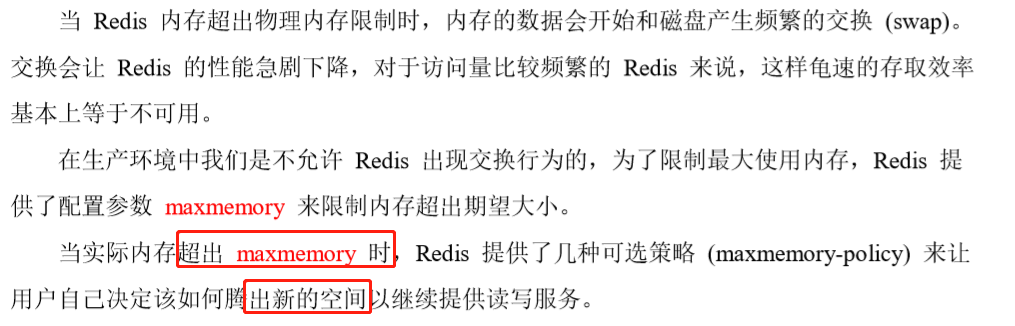 当 Redis 内存超出物理内存限制时，内存的数据会开始和磁盘产生频繁的交换 (swap)。
交换会让 Redis 的性能急剧下降，对于访问量比较频繁的 Redis 来说，这样龟速的存取效率
基本上等于不可用。
在生产环境中我们是不允许 Redis 出现交换行为的，为了限制最大使用内存，Redis 提
供了配置参数 maxmemory 来限制内存超出期望大小。
当实际内存超出 maxmemory 时，Redis 提供了几种可选策略 (maxmemory-policy) 来让
用户自己决定该如何腾出新的空间以继续提供读写服务。